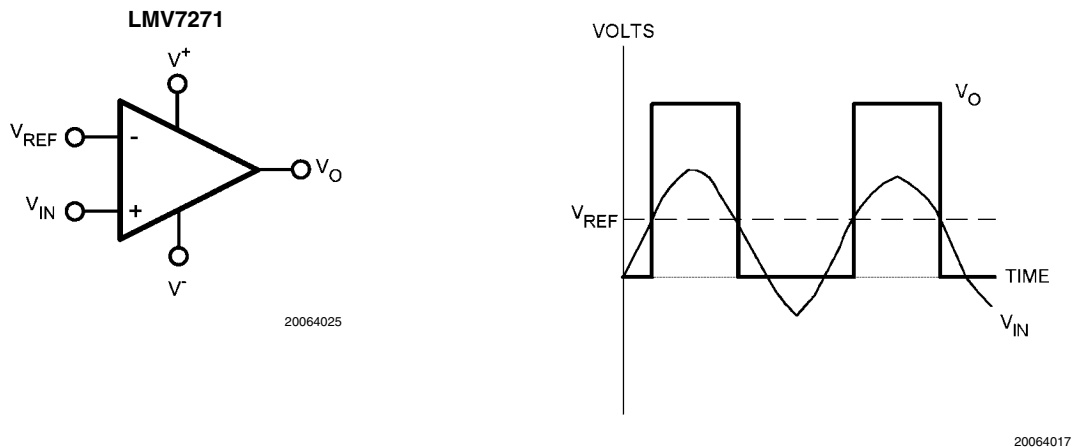 LMV7271
V+
VREF
-
VO
VIN
+
V-
20064025
VOLTS
VO
VREF
TIME
VIN
20064017